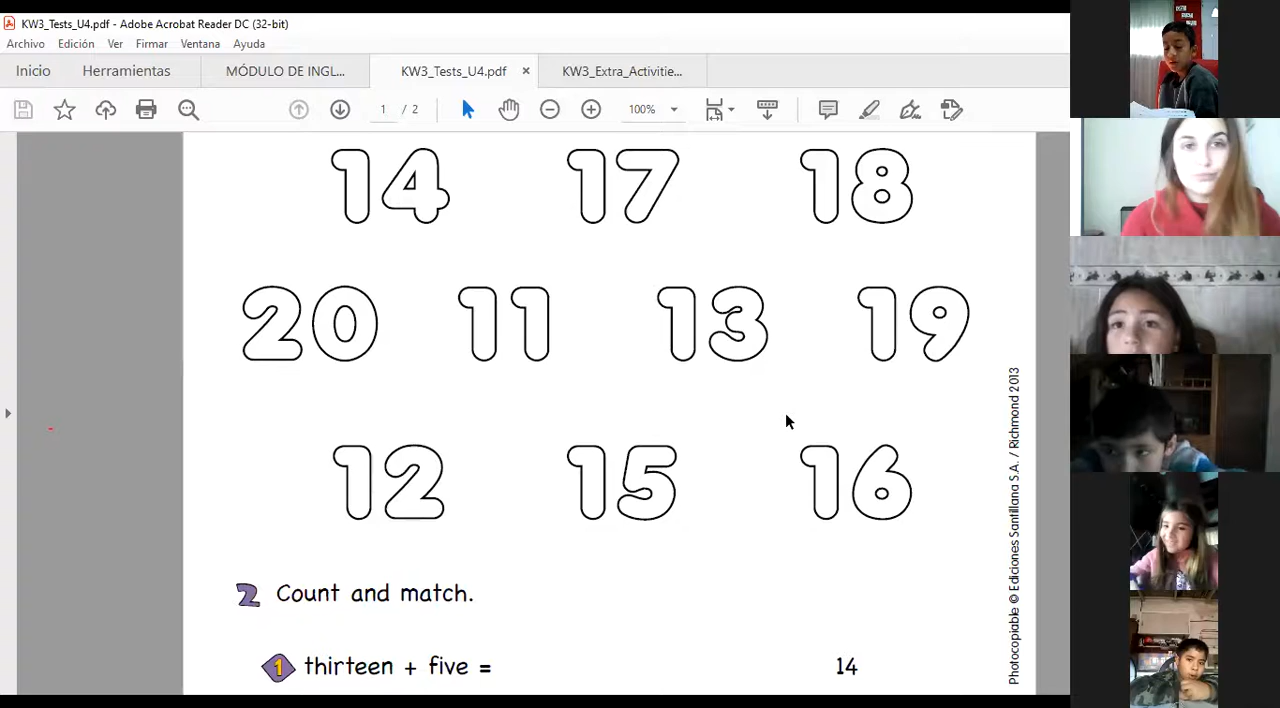 KW3_Tests_U4.pdf - Adobe Acrobat Reader DC (32-bit)
Archivo Edición Ver Firmar Ventana Ayuda
Inicio Herramientas MÓDULO DE INGL... KW3_Tests_U4.pdf × KW3_Extra_Activitie...
1 / 2 100%
14 17 18
20 11 13 19
12 15 16
Photocopiable © Ediciones Santillana S.A. / Richmond 2013
2 Count and match.
1 thirteen + five = 14